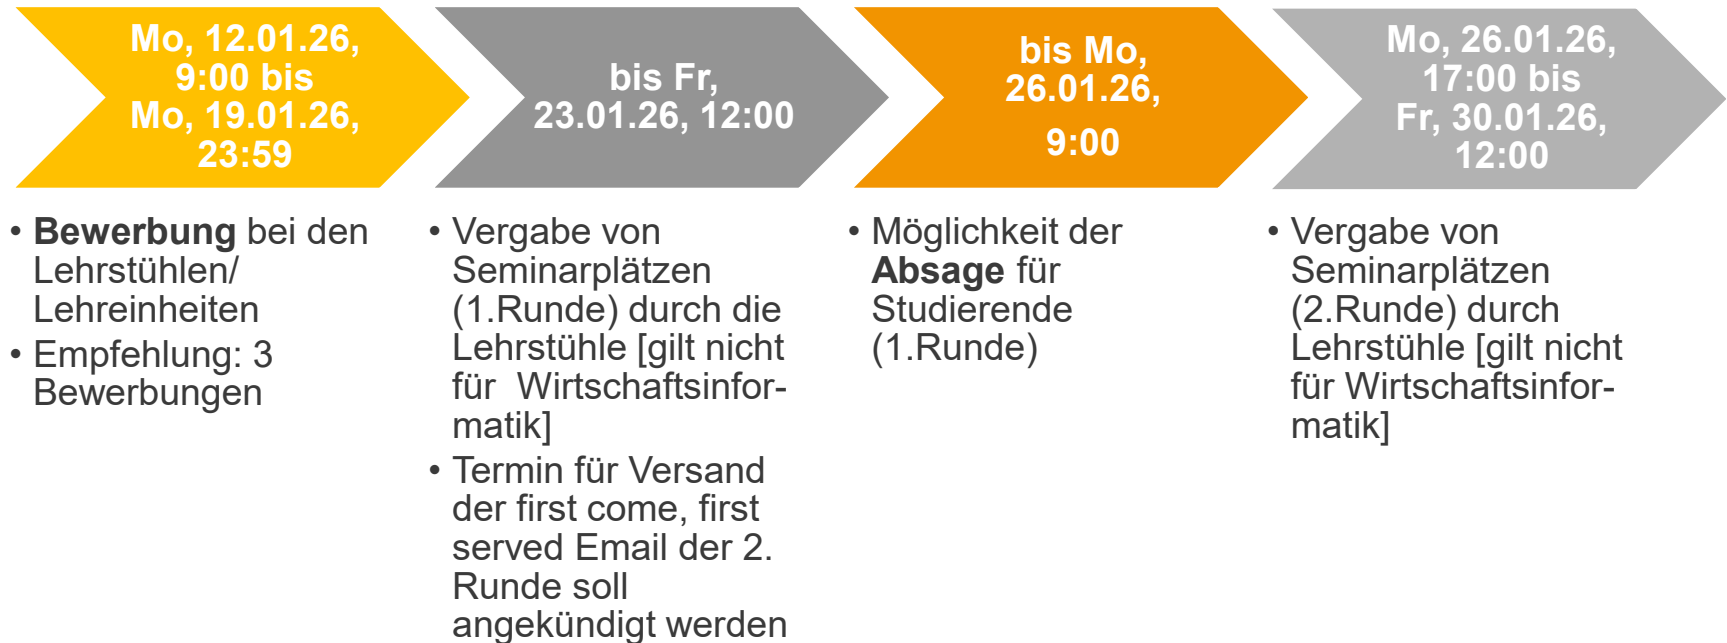 Mo, 12.01.26,
9:00 bis
Mo, 19.01.26,
23:59
bis Fr,
23.01.26, 12:00
bis Mo,
26.01.26,
9:00
Mo, 26.01.26,
17:00 bis
Fr, 30.01.26,
12:00
• Bewerbung bei den
Lehrstühlen/
Lehreinheiten
• Empfehlung: 3
Bewerbungen
• Vergabe von
Seminarplätzen
(1.Runde) durch die
Lehrstühle [gilt nicht
für Wirtschaftsinfor-
matik]
• Termin für Versand
der first come, first
served Email der 2.
Runde soll
angekündigt werden
• Möglichkeit der
Absage für
Studierende
(1.Runde)
• Vergabe von
Seminarplätzen
(2.Runde) durch
Lehrstühle [gilt nicht
für Wirtschaftsinfor-
matik]